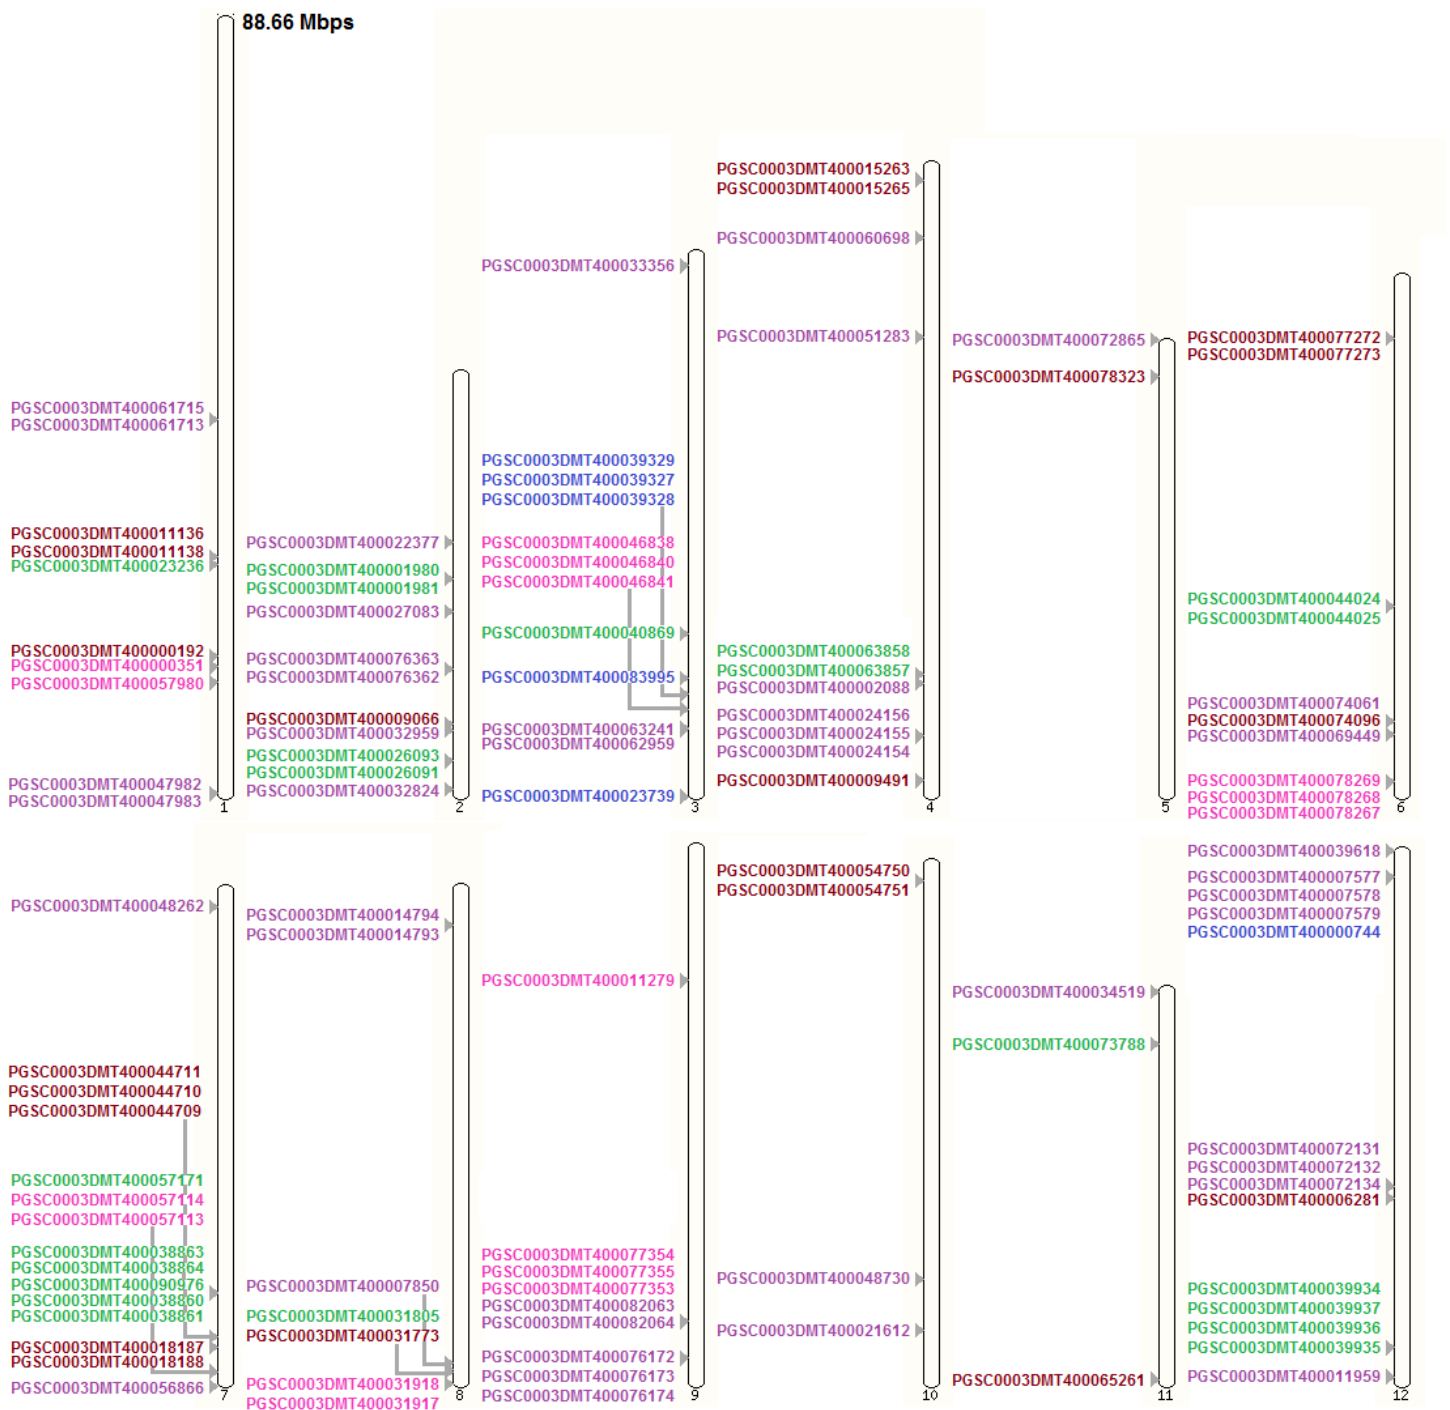 88.66 Mbps
PGSC0003DMT400061715
PGSC0003DMT400061713
PGSC0003DMT400011136
PGSC0003DMT400011138
PGSC0003DMT400023236
PGSC0003DMT400000192
PGSC0003DMT400000351
PGSC0003DMT400057980
PGSC0003DMT400047982
PGSC0003DMT400047983
1
PGSC0003DMT400022377
PGSC0003DMT400001980
PGSC0003DMT400001981
PGSC0003DMT400027083
PGSC0003DMT400076363
PGSC0003DMT400076362
PGSC0003DMT400009066
PGSC0003DMT400032959
PGSC0003DMT400026093
PGSC0003DMT400026091
PGSC0003DMT400032824
2
PGSC0003DMT400033356
PGSC0003DMT400039329
PGSC0003DMT400039327
PGSC0003DMT400039328
PGSC0003DMT400046838
PGSC0003DMT400046840
PGSC0003DMT400046841
PGSC0003DMT400040869
PGSC0003DMT400083995
PGSC0003DMT400063241
PGSC0003DMT400062959
PGSC0003DMT400023739
3
PGSC0003DMT400015263
PGSC0003DMT400015265
PGSC0003DMT400060698
PGSC0003DMT400051283
PGSC0003DMT400063858
PGSC0003DMT400063857
PGSC0003DMT400002088
PGSC0003DMT400024156
PGSC0003DMT400024155
PGSC0003DMT400024154
PGSC0003DMT400009491
4
PGSC0003DMT400072865
PGSC0003DMT400078323
5
PGSC0003DMT400077272
PGSC0003DMT400077273
PGSC0003DMT400044024
PGSC0003DMT400044025
PGSC0003DMT400074061
PGSC0003DMT400074096
PGSC0003DMT400069449
PGSC0003DMT400078269
PGSC0003DMT400078268
PGSC0003DMT400078267
6
PGSC0003DMT400048262
PGSC0003DMT400044711
PGSC0003DMT400044710
PGSC0003DMT400044709
PGSC0003DMT400057171
PGSC0003DMT400057114
PGSC0003DMT400057113
PGSC0003DMT400038863
PGSC0003DMT400038864
PGSC0003DMT400090976
PGSC0003DMT400038860
PGSC0003DMT400038861
PGSC0003DMT400018187
PGSC0003DMT400018188
PGSC0003DMT400056866
7
PGSC0003DMT400014794
PGSC0003DMT400014793
PGSC0003DMT400007850
PGSC0003DMT400031805
PGSC0003DMT400031773
PGSC0003DMT400031918
PGSC0003DMT400031917
8
PGSC0003DMT400011279
PGSC0003DMT400077354
PGSC0003DMT400077355
PGSC0003DMT400077353
PGSC0003DMT400082063
PGSC0003DMT400082064
PGSC0003DMT400076172
PGSC0003DMT400076173
PGSC0003DMT400076174
9
PGSC0003DMT400054750
PGSC0003DMT400054751
PGSC0003DMT400048730
PGSC0003DMT400021612
10
PGSC0003DMT400034519
PGSC0003DMT400073788
PGSC0003DMT400065261
11
PGSC0003DMT400039618
PGSC0003DMT400007577
PGSC0003DMT400007578
PGSC0003DMT400007579
PGSC0003DMT400000744
PGSC0003DMT400072131
PGSC0003DMT400072132
PGSC0003DMT400072134
PGSC0003DMT400006281
PGSC0003DMT400039934
PGSC0003DMT400039937
PGSC0003DMT400039936
PGSC0003DMT400039935
PGSC0003DMT400011959
12